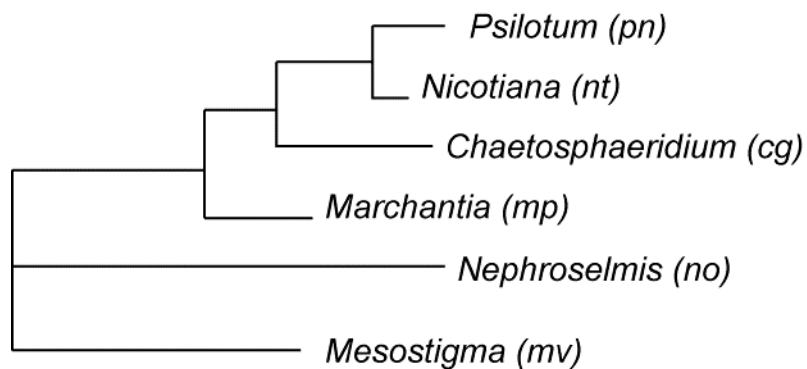 Psilotum (pn)
Nicotiana (nt)
Chaetosphaeridium (cg)
Marchantia (mp)
Nephroselmis (no)
Mesostigma (mv)